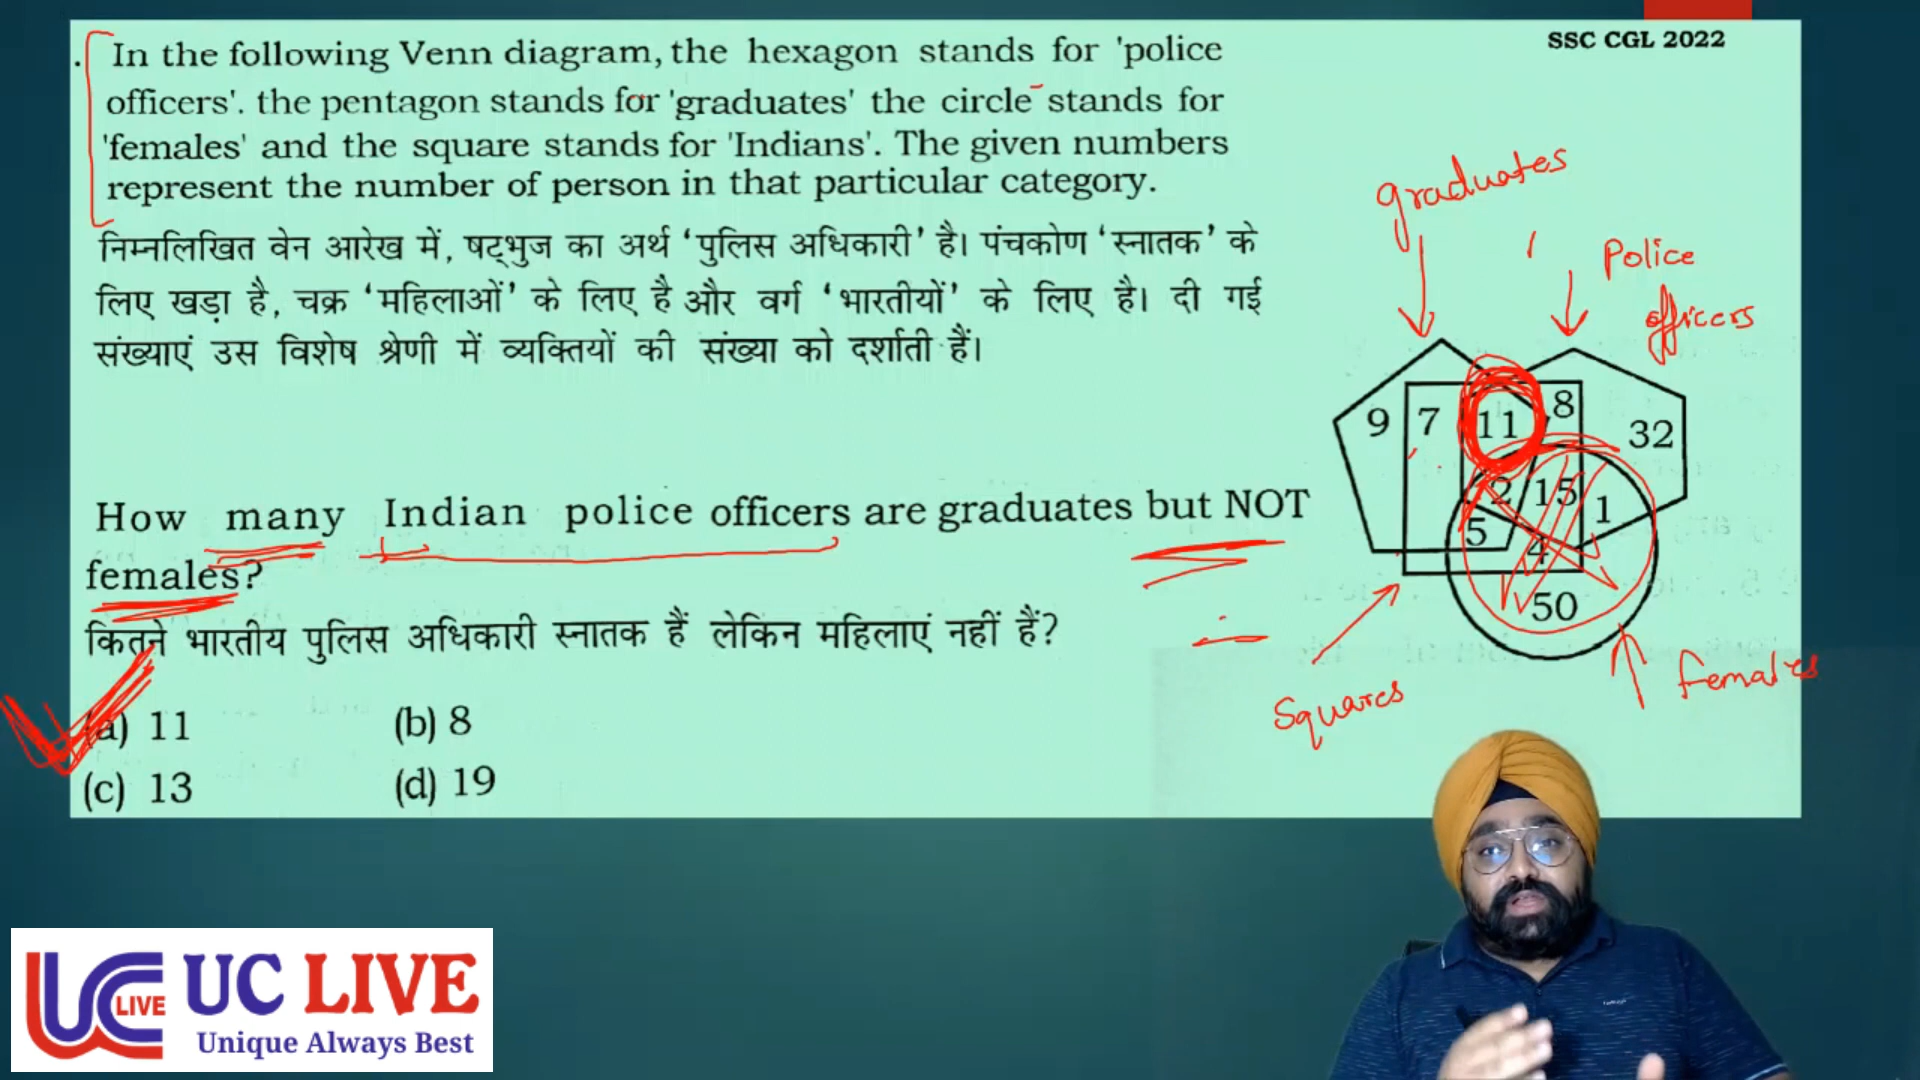 SSC CGL 2022
. In the following Venn diagram, the hexagon stands for 'police
officers'. the pentagon stands for 'graduates' the circle stands for
'females' and the square stands for 'Indians'. The given numbers
represent the number of person in that particular category.
निम्नलिखित वेन आरेख में, षट्भुज का अर्थ ‘पुलिस अधिकारी’ है। पंचकोण ‘स्नातक’ के
लिए खड़ा है, चक्र ‘महिलाओं’ के लिए है और वर्ग ‘भारतीयों’ के लिए है। दी गई
संख्याएं उस विशेष श्रेणी में व्यक्तियों की संख्या को दर्शाती हैं।
graduates
Police
officers
9 7 11 8 32
2 15 1
5 4
50
Squares
Females
How many Indian police officers are graduates but NOT
females?
कितने भारतीय पुलिस अधिकारी स्नातक हैं लेकिन महिलाएं नहीं हैं?
(a) 11 (b) 8
(c) 13 (d) 19
UC LIVE
LIVE
Unique Always Best